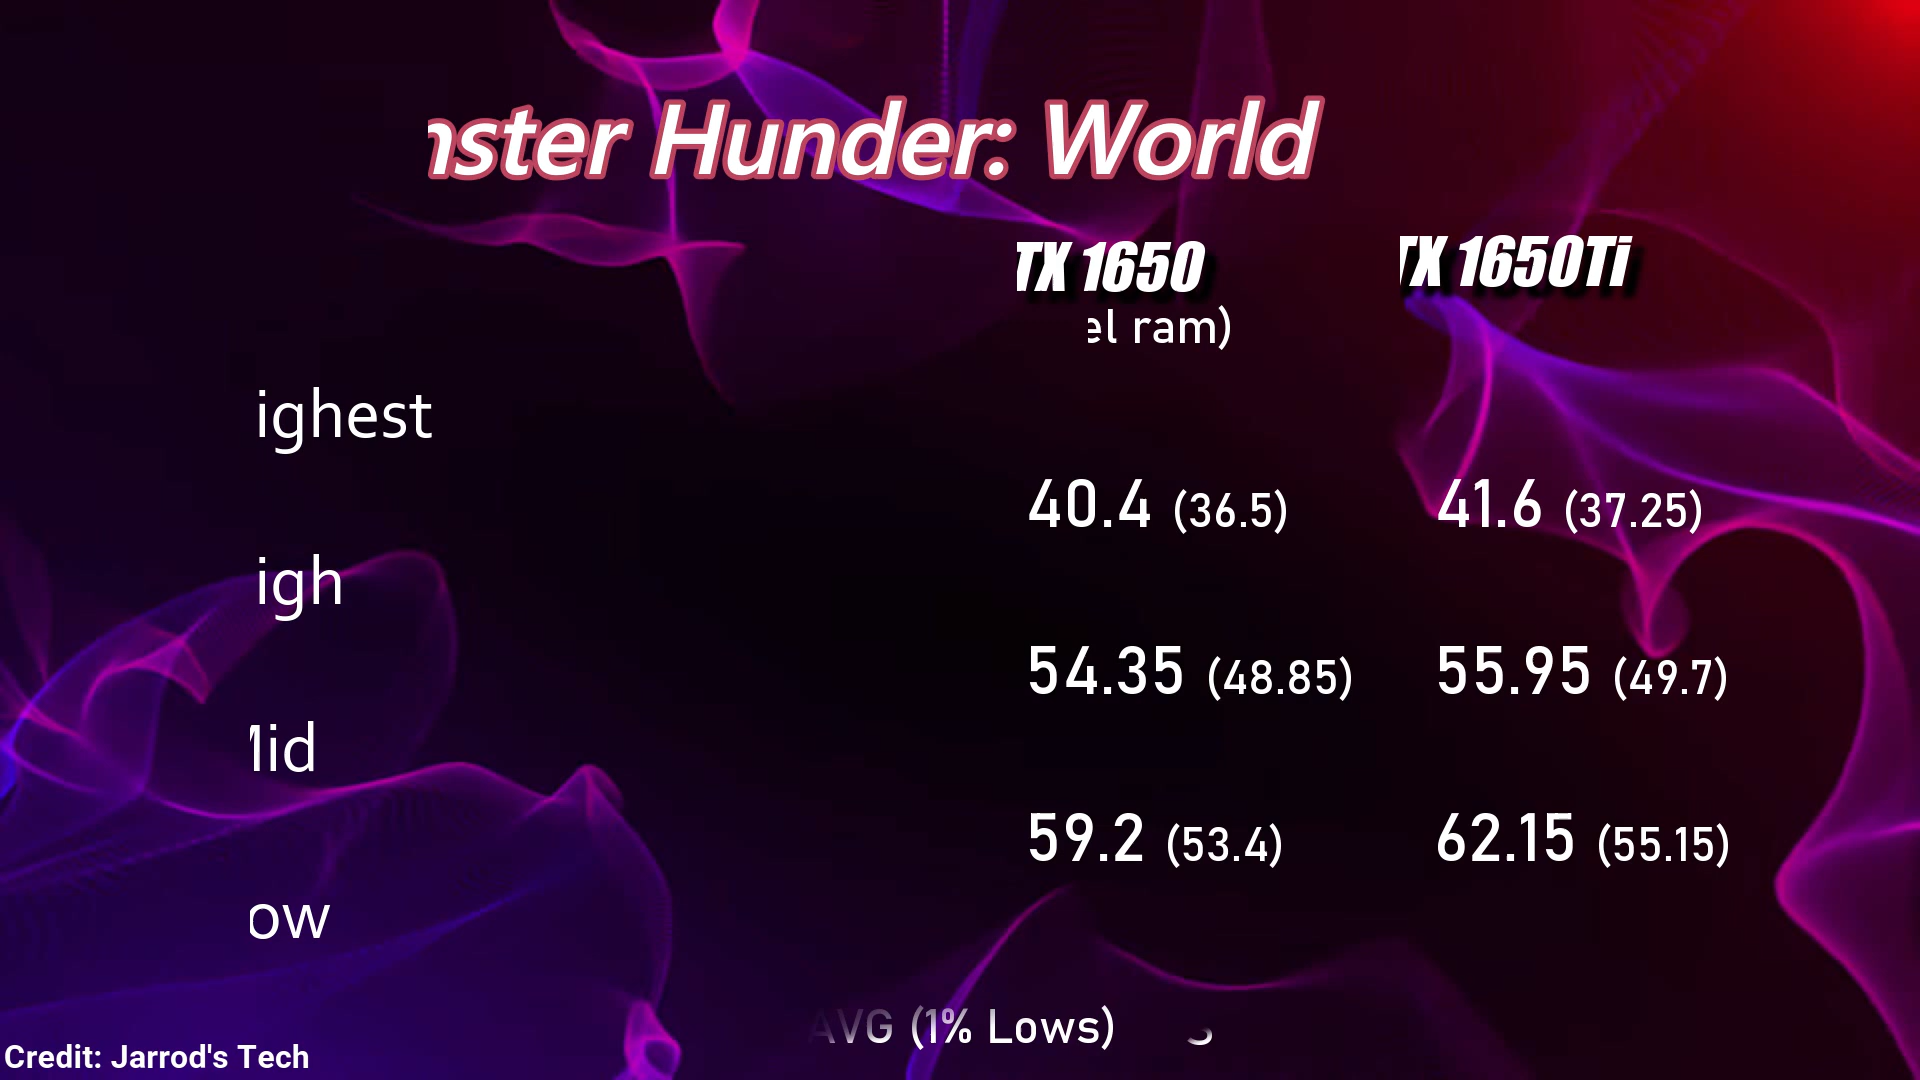 nster Hunder: World
TX 1650
TX 1650Ti
el ram)
ighest
40.4 (36.5)
41.6 (37.25)
igh
54.35 (48.85)
55.95 (49.7)
lid
59.2 (53.4)
62.15 (55.15)
ow
AVG (1% Lows)
Credit: Jarrod's Tech